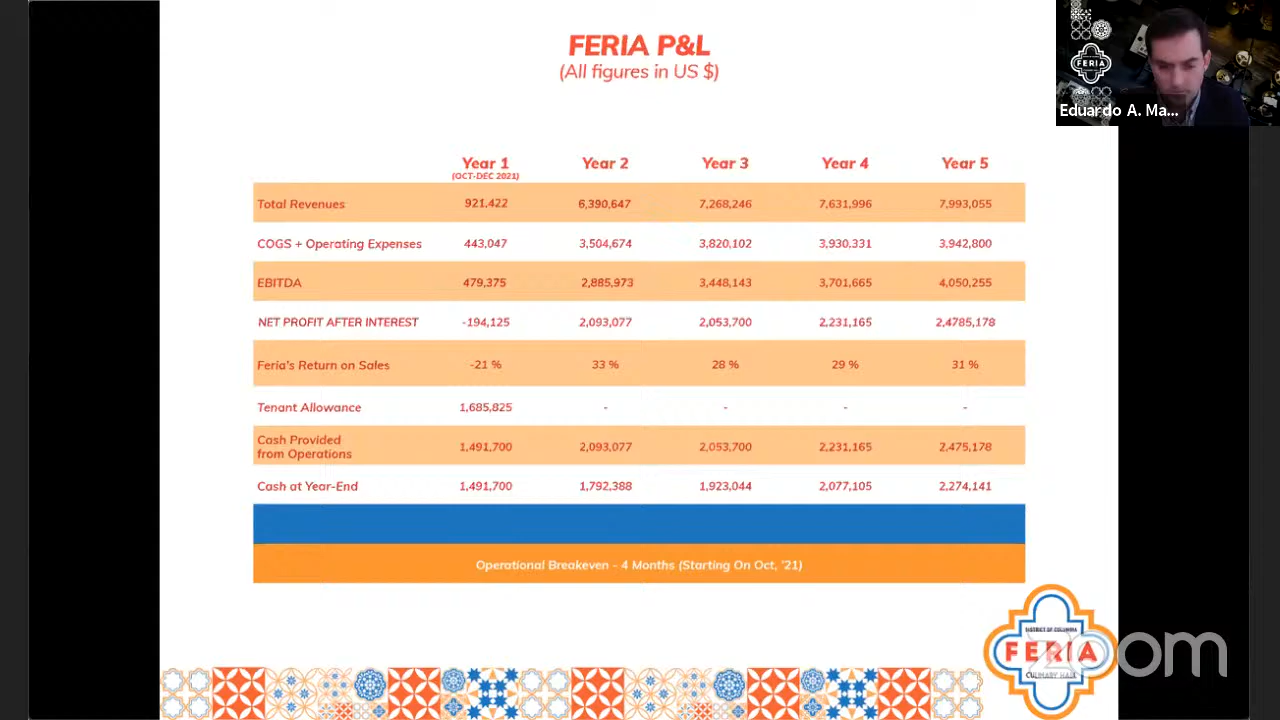 FERIA P&L
(All figures in US $)
FERIA
Eduardo A. Ma...
Year 1 Year 2 Year 3 Year 4 Year 5
(OCT-DEC 2021)
Total Revenues 921,422 6,390,647 7,268,246 7,631,996 7,993,055
COGS + Operating Expenses 443,047 3,504,674 3,820,102 3,930.331 3,942,800
EBITDA 479,375 2,885,973 3,448,143 3,701,665 4,050,255
NET PROFIT AFTER INTEREST -194,125 2,093,077 2,053,700 2,231,165 2,4785,178
Feria's Return on Sales -21 % 33 % 28 % 29 % 31 %
Tenant Allowance 1,685,825 - - - -
Cash Provided
from Operations 1,491,700 2,093,077 2,053,700 2,231,165 2,475,178
Cash at Year-End 1,491,700 1,792,388 1,923,044 2,077,105 2,274,141
Operational Breakeven - 4 Months (Starting On Oct, '21)
DISTRICT OF COLUMBIA
FERIA
CULINARY HALL
zoom